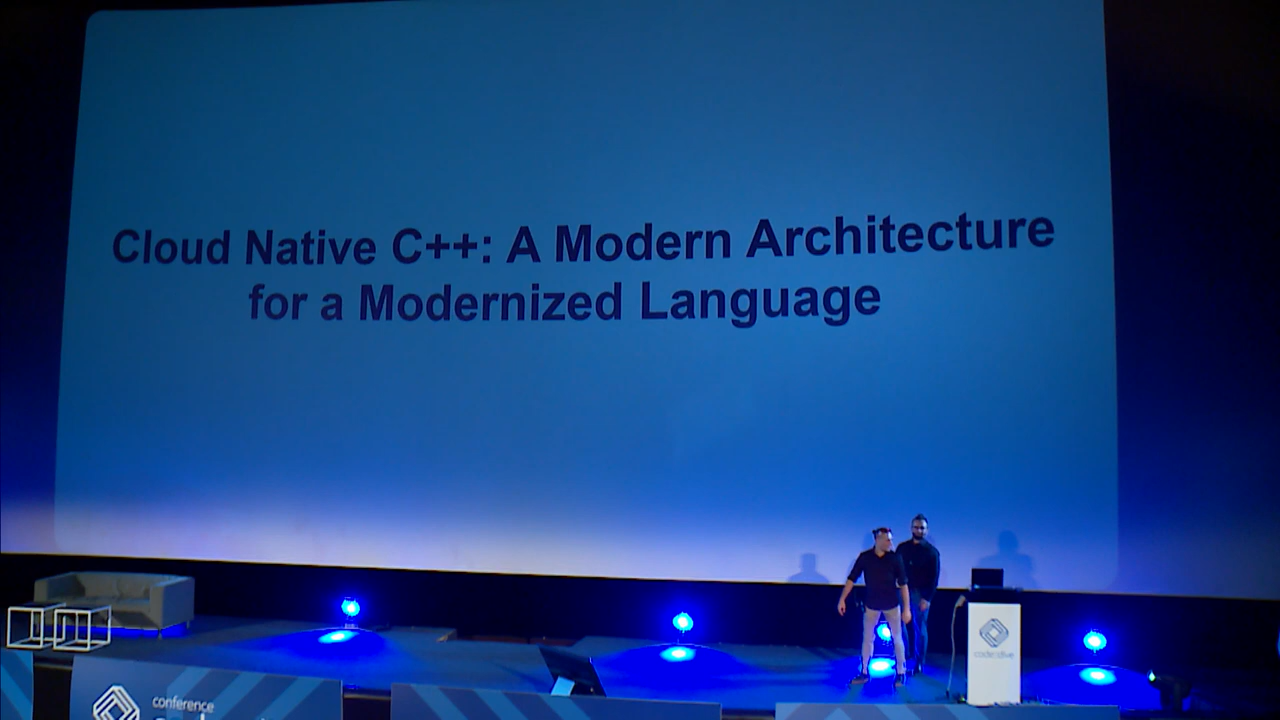 Cloud Native C++: A Modern Architecture
for a Modernized Language
code::dive
conference